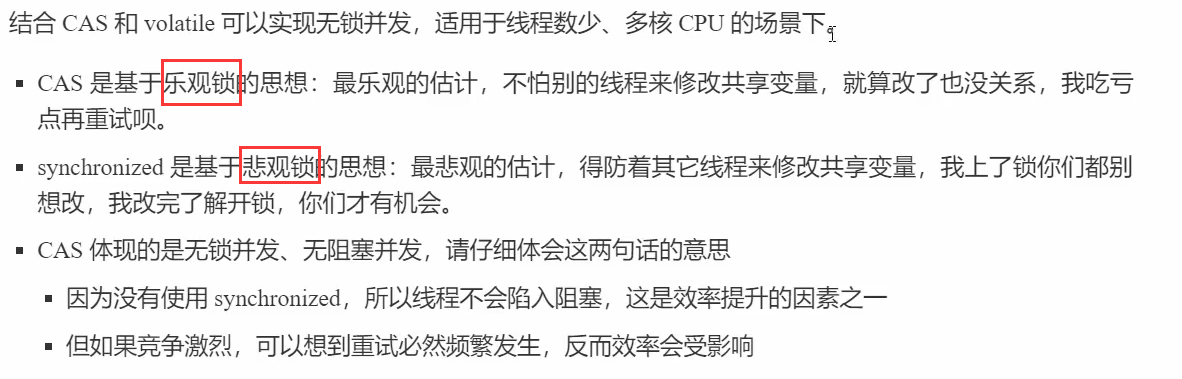 结合 CAS 和 volatile 可以实现无锁并发，适用于线程数少、多核 CPU 的场景下。
CAS 是基于乐观锁的思想：最乐观的估计，不怕别的线程来修改共享变量，就算改了也没关系，我吃亏
点再重试呗。
synchronized 是基于悲观锁的思想：最悲观的估计，得防着其它线程来修改共享变量，我上了锁你们都别
想改，我改完了解开锁，你们才有机会。
CAS 体现的是无锁并发、无阻塞并发，请仔细体会这两句话的意思
因为没有使用 synchronized，所以线程不会陷入阻塞，这是效率提升的因素之一
但如果竞争激烈，可以想到重试必然频繁发生，反而效率会受影响